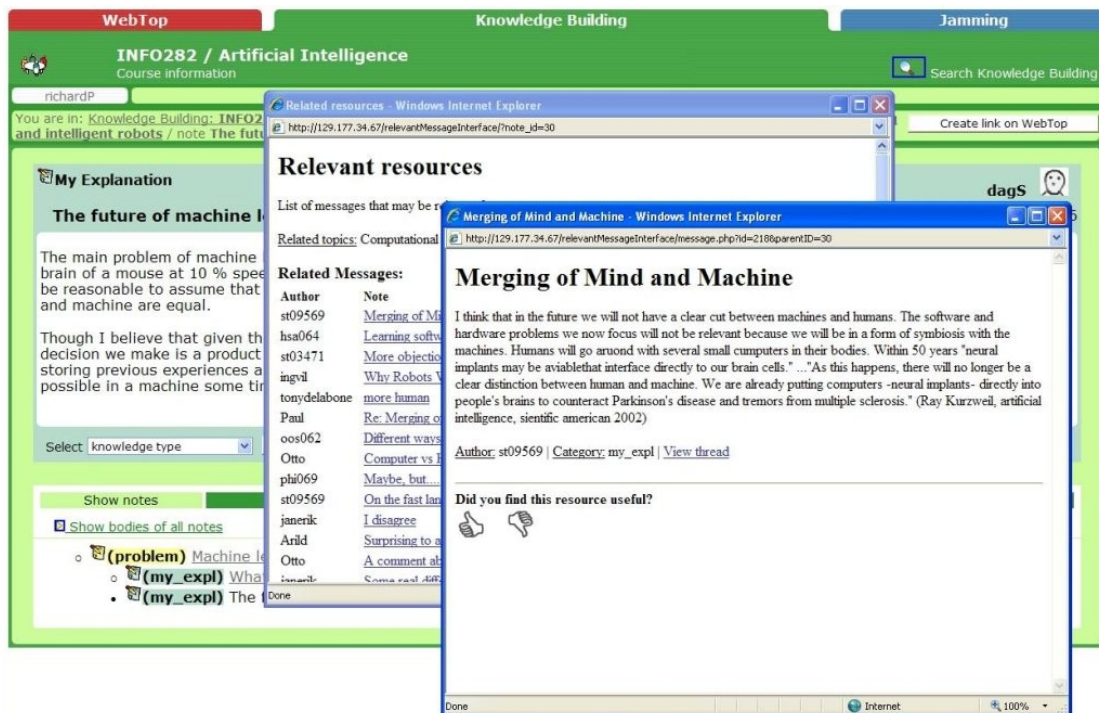 WebTop
Knowledge Building
Jamming
INFO282 / Artificial Intelligence
Course information
Search Knowledge Building
richardP
You are in: Knowledge Building: INFO2
and intelligent robots / note The futu
Create link on WebTop
My Explanation
dagS
The future of machine l
The main problem of machine
brain of a mouse at 10 % spee
be reasonable to assume that
and machine are equal.
Though I believe that given th
decision we make is a product
storing previous experiences a
possible in a machine some tir
Select knowledge type
Show notes
Show bodies of all notes
(problem) Machine le
(my_expl) Wha
(my_expl) The f
Related resources - Windows Internet Explorer
http://129.177.34.67/relevantMessageInterface/?note_id=30
Relevant resources
List of messages that may be r
Related topics: Computational
Related Messages:
Author Note
st09569 Merging of Mi
hsa064 Learning softw
st03471 More objectio
ingvil Why Robots W
tonydelabone more human
Paul Re: Merging o
oos062 Different ways
Otto Computer vs H
phi069 Maybe, but....
st09569 On the fast lan
janerik I disagree
Arild Surprising to a
Otto A comment ab
janerik Some real diff
Done
Merging of Mind and Machine - Windows Internet Explorer
http://129.177.34.67/relevantMessageInterface/message.php?id=218&parentID=30
Merging of Mind and Machine
I think that in the future we will not have a clear cut between machines and humans. The software and
hardware problems we now focus will not be relevant because we will be in a form of symbiosis with the
machines. Humans will go aruond with several small cumputers in their bodies. Within 50 years "neural
implants may be aviablethat interface directly to our brain cells." ..."As this happens, there will no longer be a
clear distinction between human and machine. We are already putting computers -neural implants- directly into
people's brains to counteract Parkinson's disease and tremors from multiple sclerosis." (Ray Kurzweil, artificial
intelligence, sientific american 2002)
Author: st09569 | Category: my_expl | View thread
Did you find this resource useful?
Done
Internet
100%